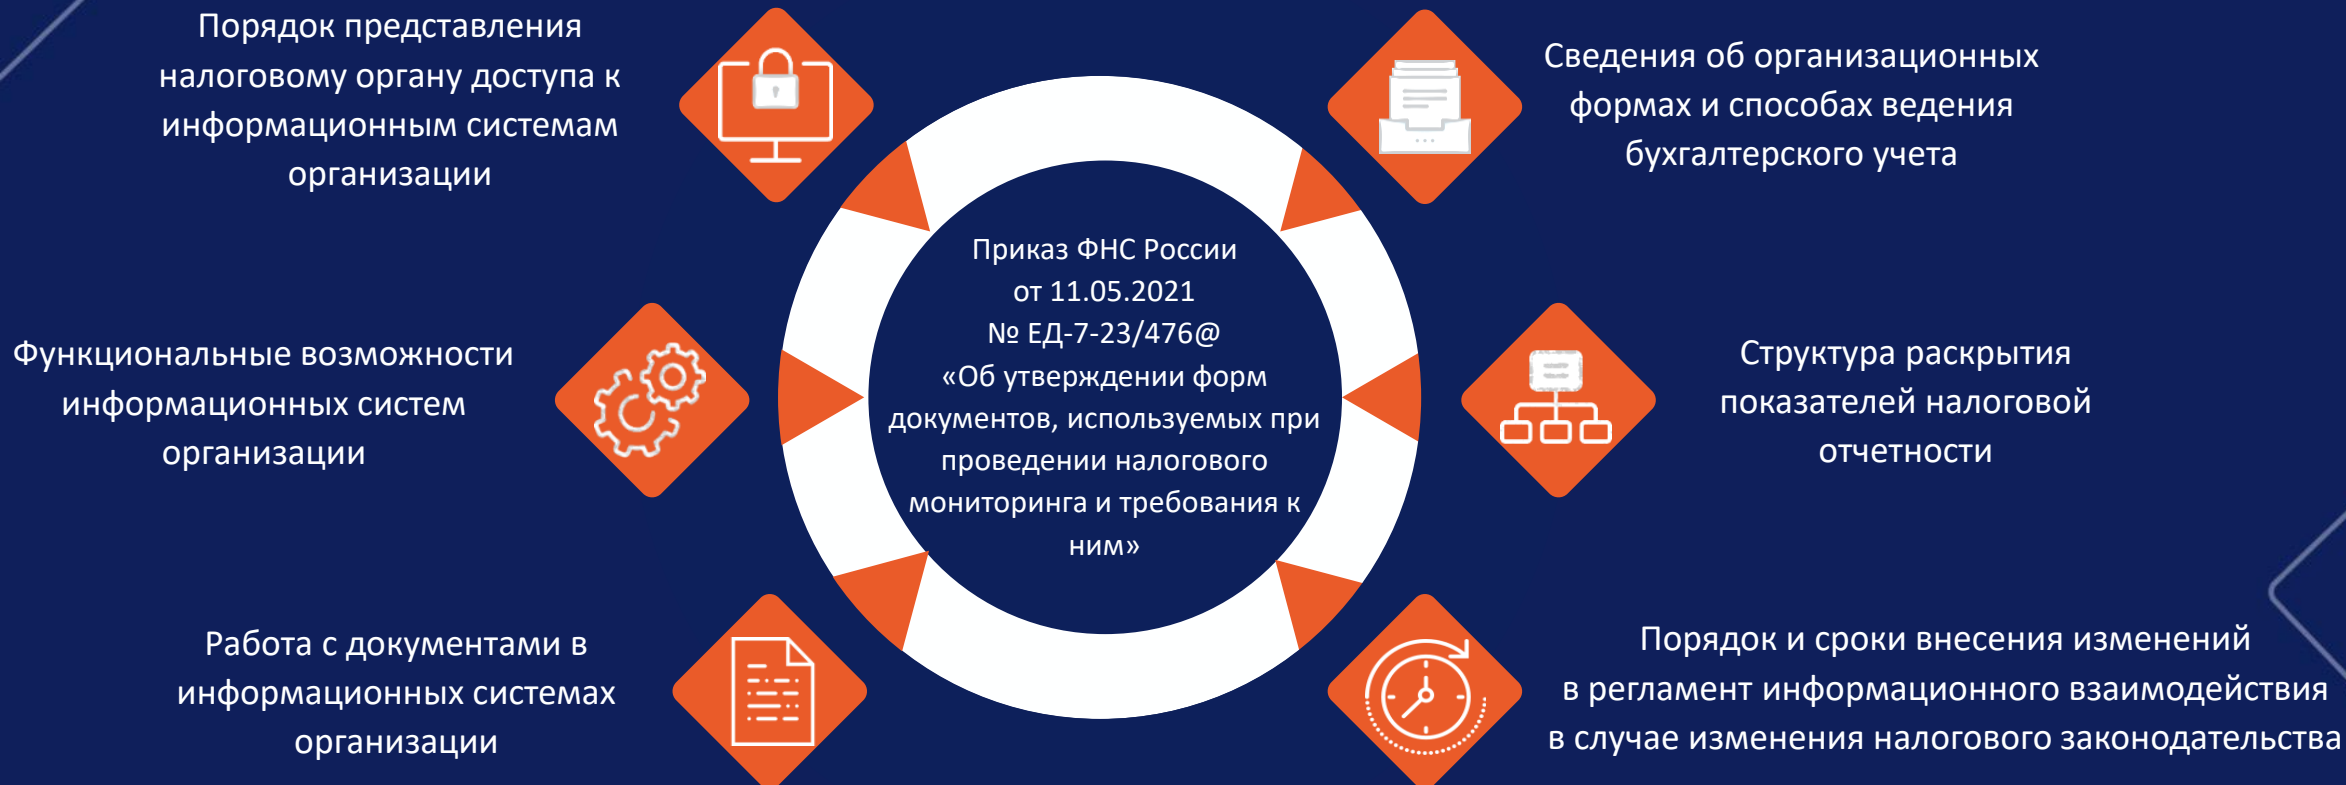 Порядок представления
налоговому органу доступа к
информационным системам
организации
Сведения об организационных
формах и способах ведения
бухгалтерского учета
Приказ ФНС России
от 11.05.2021
№ ЕД-7-23/476@
«Об утверждении форм
документов, используемых при
проведении налогового
мониторинга и требования к
ним»
Функциональные возможности
информационных систем
организации
Структура раскрытия
показателей налоговой
отчетности
Работа с документами в
информационных системах
организации
Порядок и сроки внесения изменений
в регламент информационного взаимодействия
в случае изменения налогового законодательства